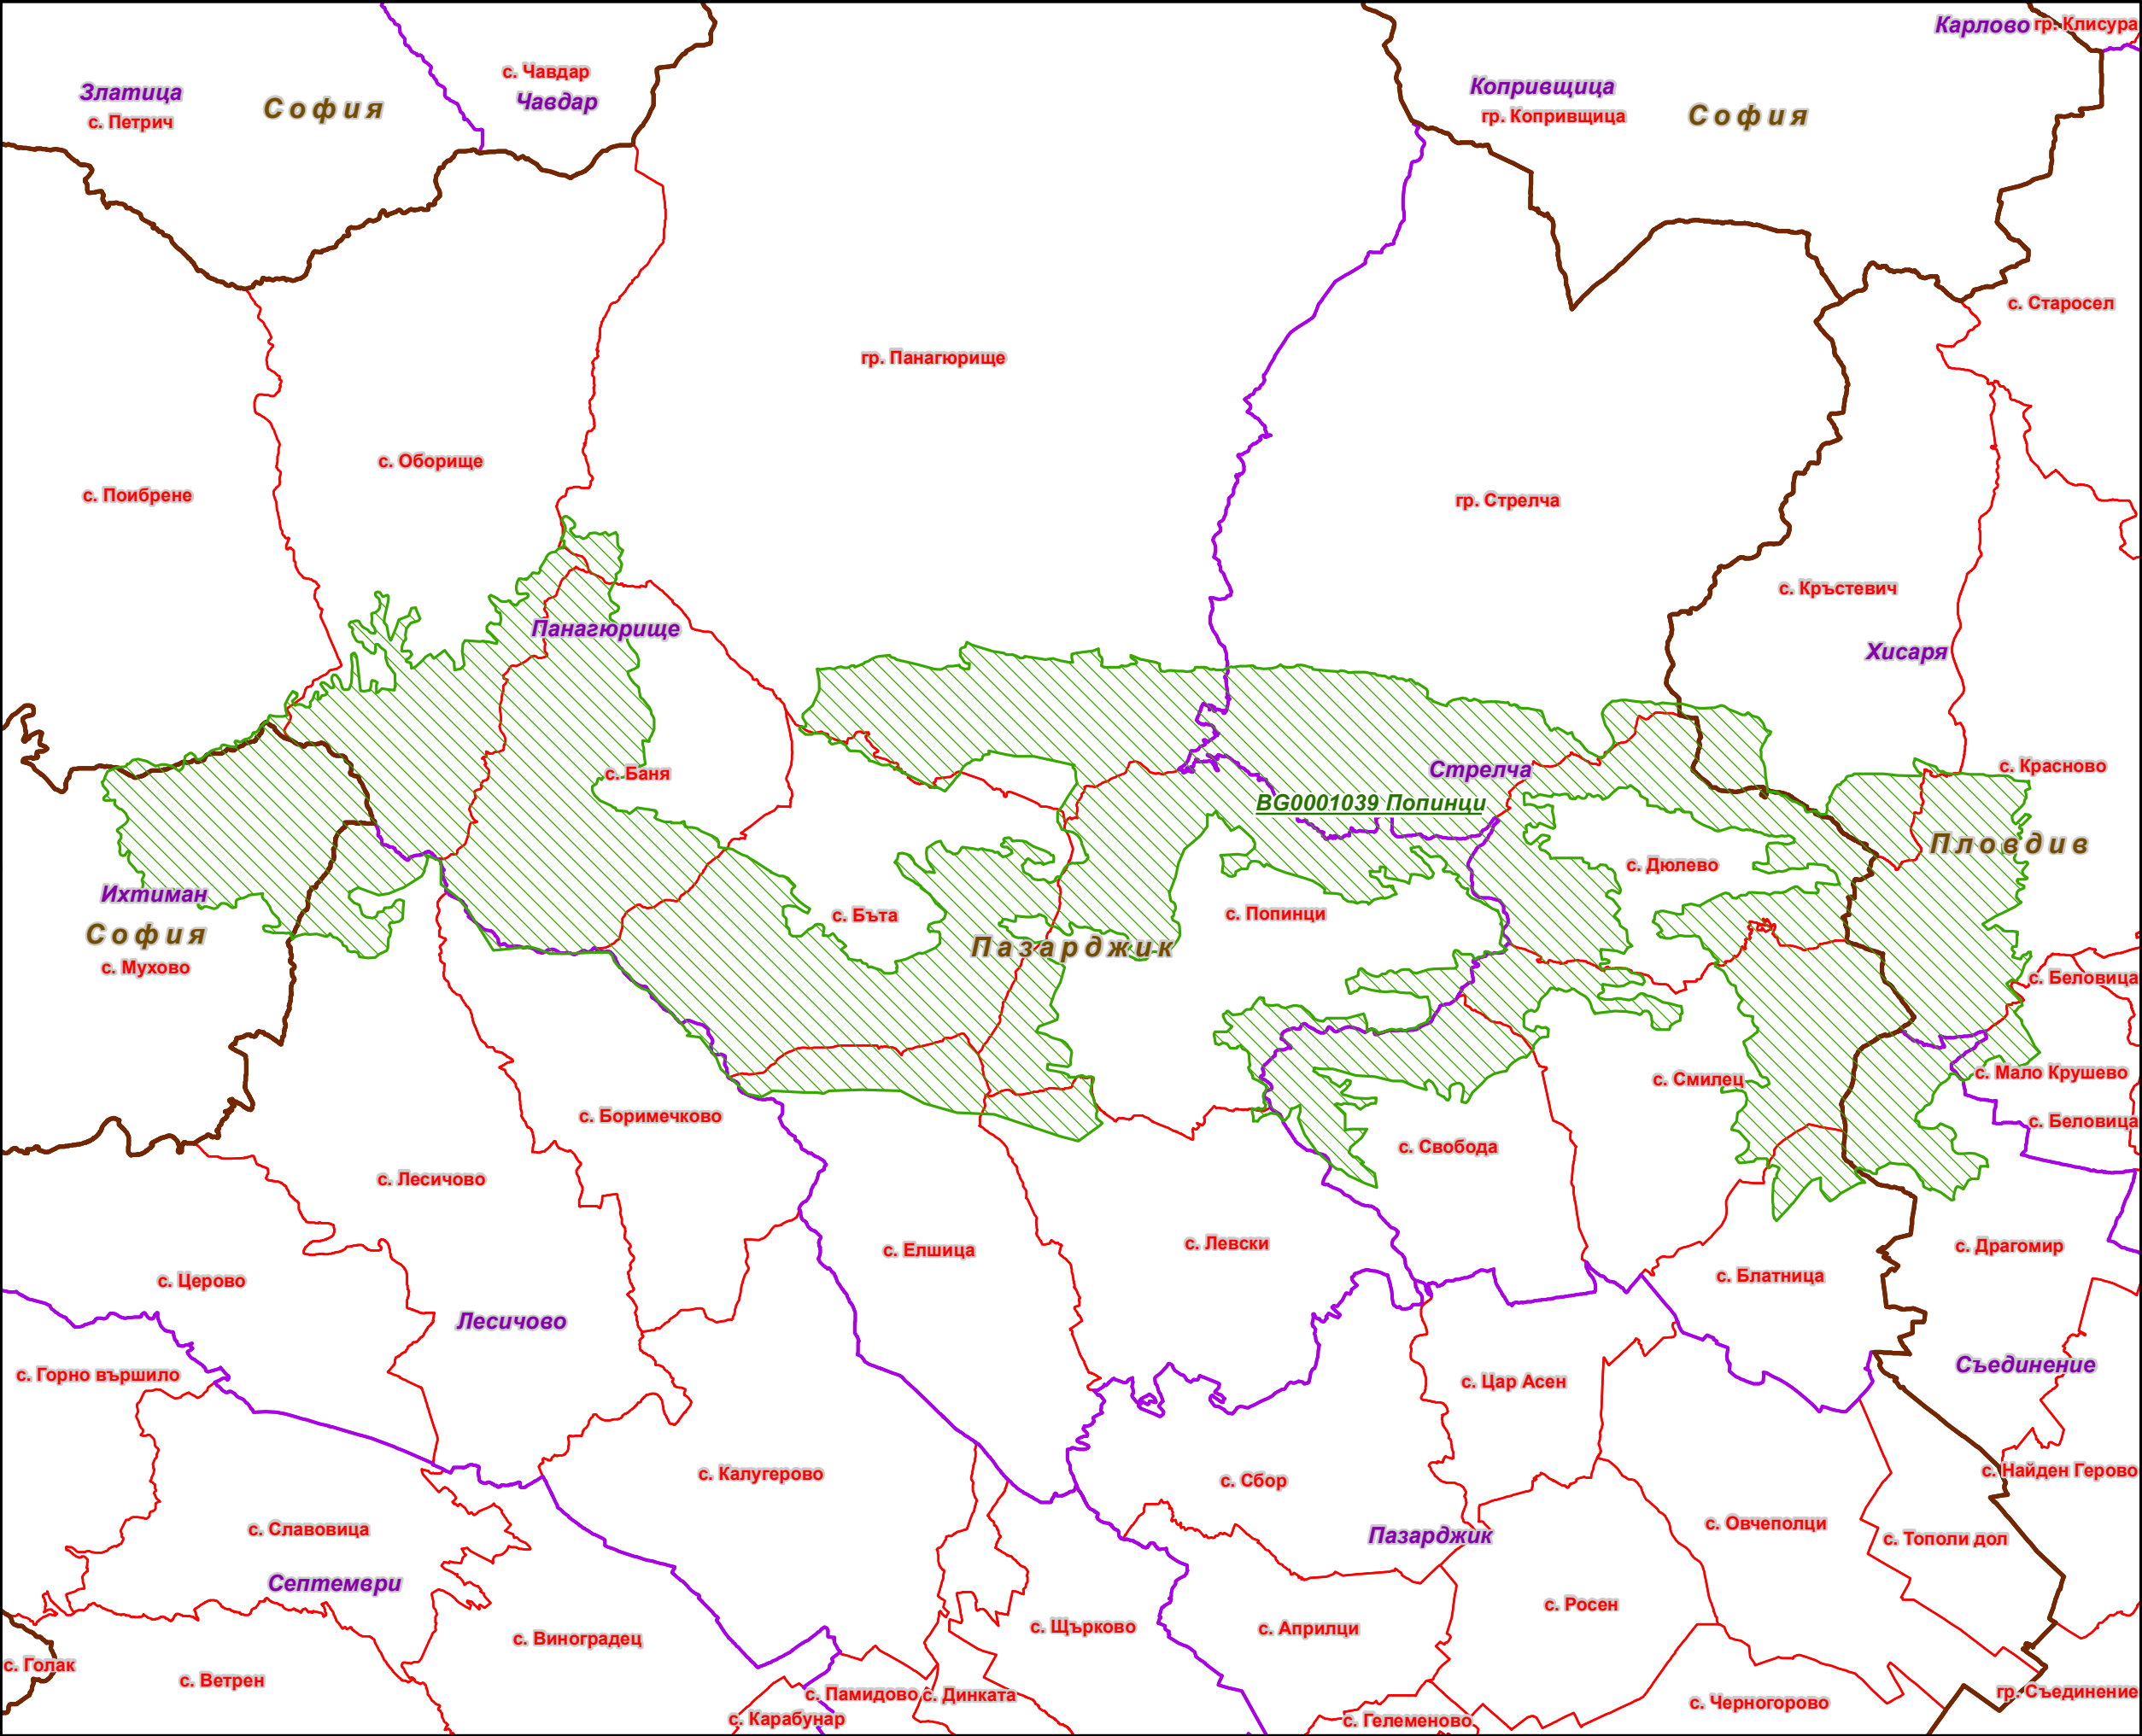 Карлово гр. Клисура
с. Чавдар
Чавдар
Златица
София
с. Петрич
Копривщица
гр. Копривщица
София
с. Старосел
гр. Панагюрище
с. Оборище
с. Поибрене
гр. Стрелча
с. Кръстевич
Панагюрище
Хисаря
с. Баня
Стрелча
с. Красново
BG0001039 Попинци
Пловдив
с. Дюлево
Ихтиман
с. Бъта
с. Попинци
София
Пазарджик
с. Мухово
с. Беловица
с. Смилец
с. Мало Крушево
с. Боримечково
с. Беловица
с. Свобода
с. Лесичово
с. Елшица
с. Левски
с. Драгомир
с. Церово
с. Блатница
Лесичово
Съединение
с. Горно вършило
с. Цар Асен
с. Калугерово
с. Сбор
с. Найден Герово
с. Славовица
с. Овчеполци
Пазарджик
с. Тополи дол
Септември
с. Росен
с. Щърково
с. Априлци
с. Виноградец
с. Голак
с. Ветрен
с. Памидово с. Динката
гр. Съединение
с. Черногорово
с. Карабунар
с. Гелеменово